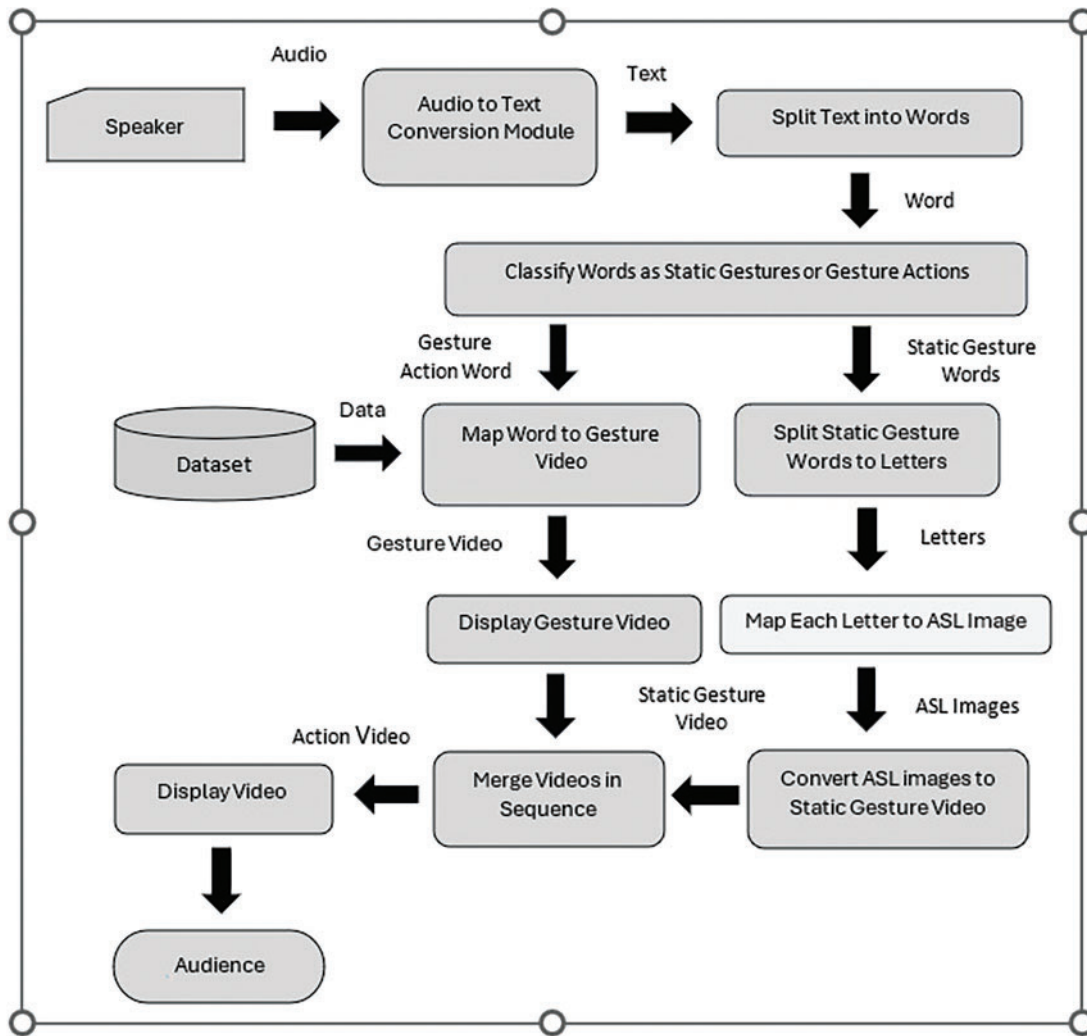 Audio
Text
Speaker
Audio to Text
Conversion Module
Split Text into Words
Word
Classify Words as Static Gestures or Gesture Actions
Gesture
Action Word
Static Gesture
Words
Data
Dataset
Map Word to Gesture
Video
Split Static Gesture
Words to Letters
Gesture Video
Letters
Display Gesture Video
Map Each Letter to ASL Image
Static Gesture
Video
ASL Images
Action Video
Display Video
Merge Videos in
Sequence
Convert ASL images to
Static Gesture Video
Audience